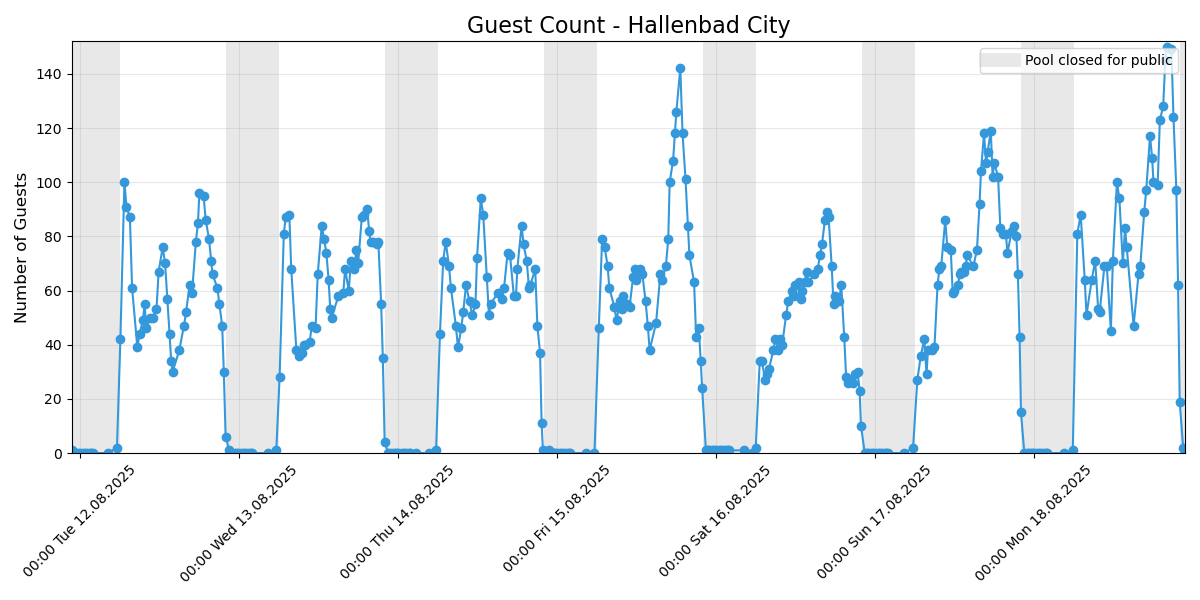 Guest Count - Hallenbad City
Pool closed for public
Number of Guests
140
120
100
80
60
40
20
0
00:00 Tue 12.08.2025
00:00 Wed 13.08.2025
00:00 Thu 14.08.2025
00:00 Fri 15.08.2025
00:00 Sat 16.08.2025
00:00 Sun 17.08.2025
00:00 Mon 18.08.2025